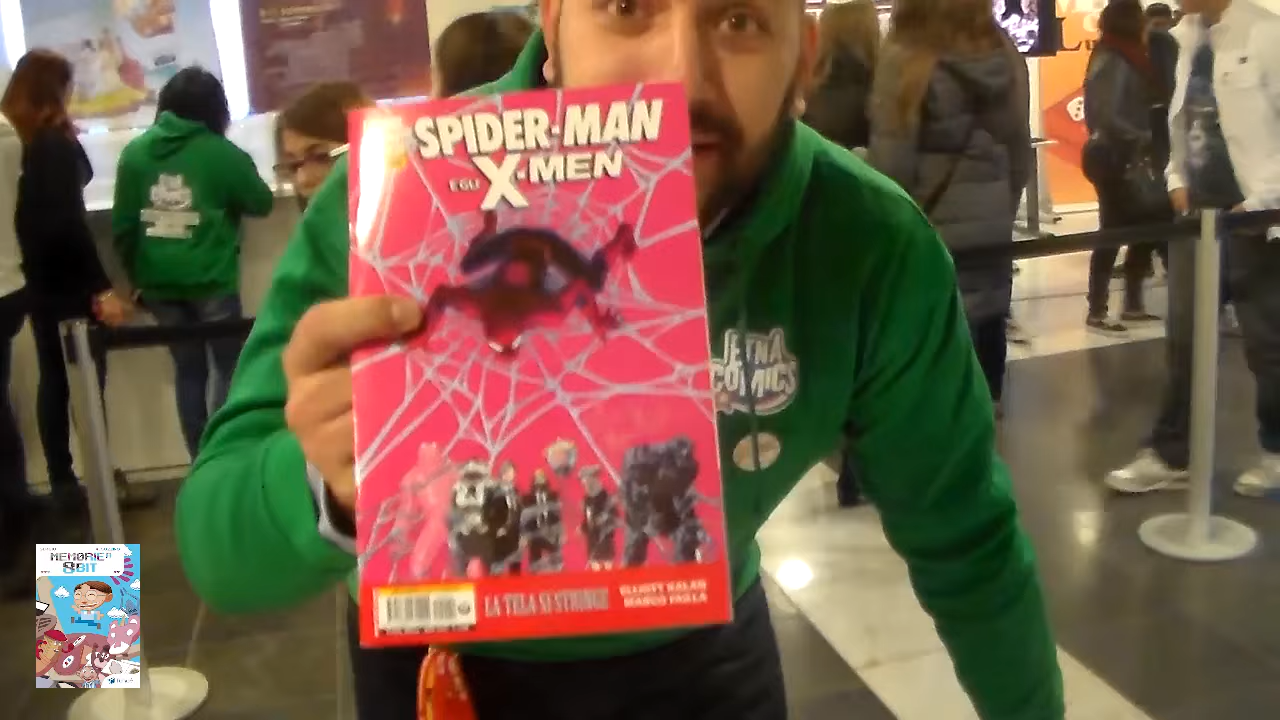 SPIDER-MAN
E GLI X-MEN
LA TELA SI STRINGE
ELLIOTT KALAN
MARCO FAILLA
ETNA
COMICS
MEMORIE
8BIT